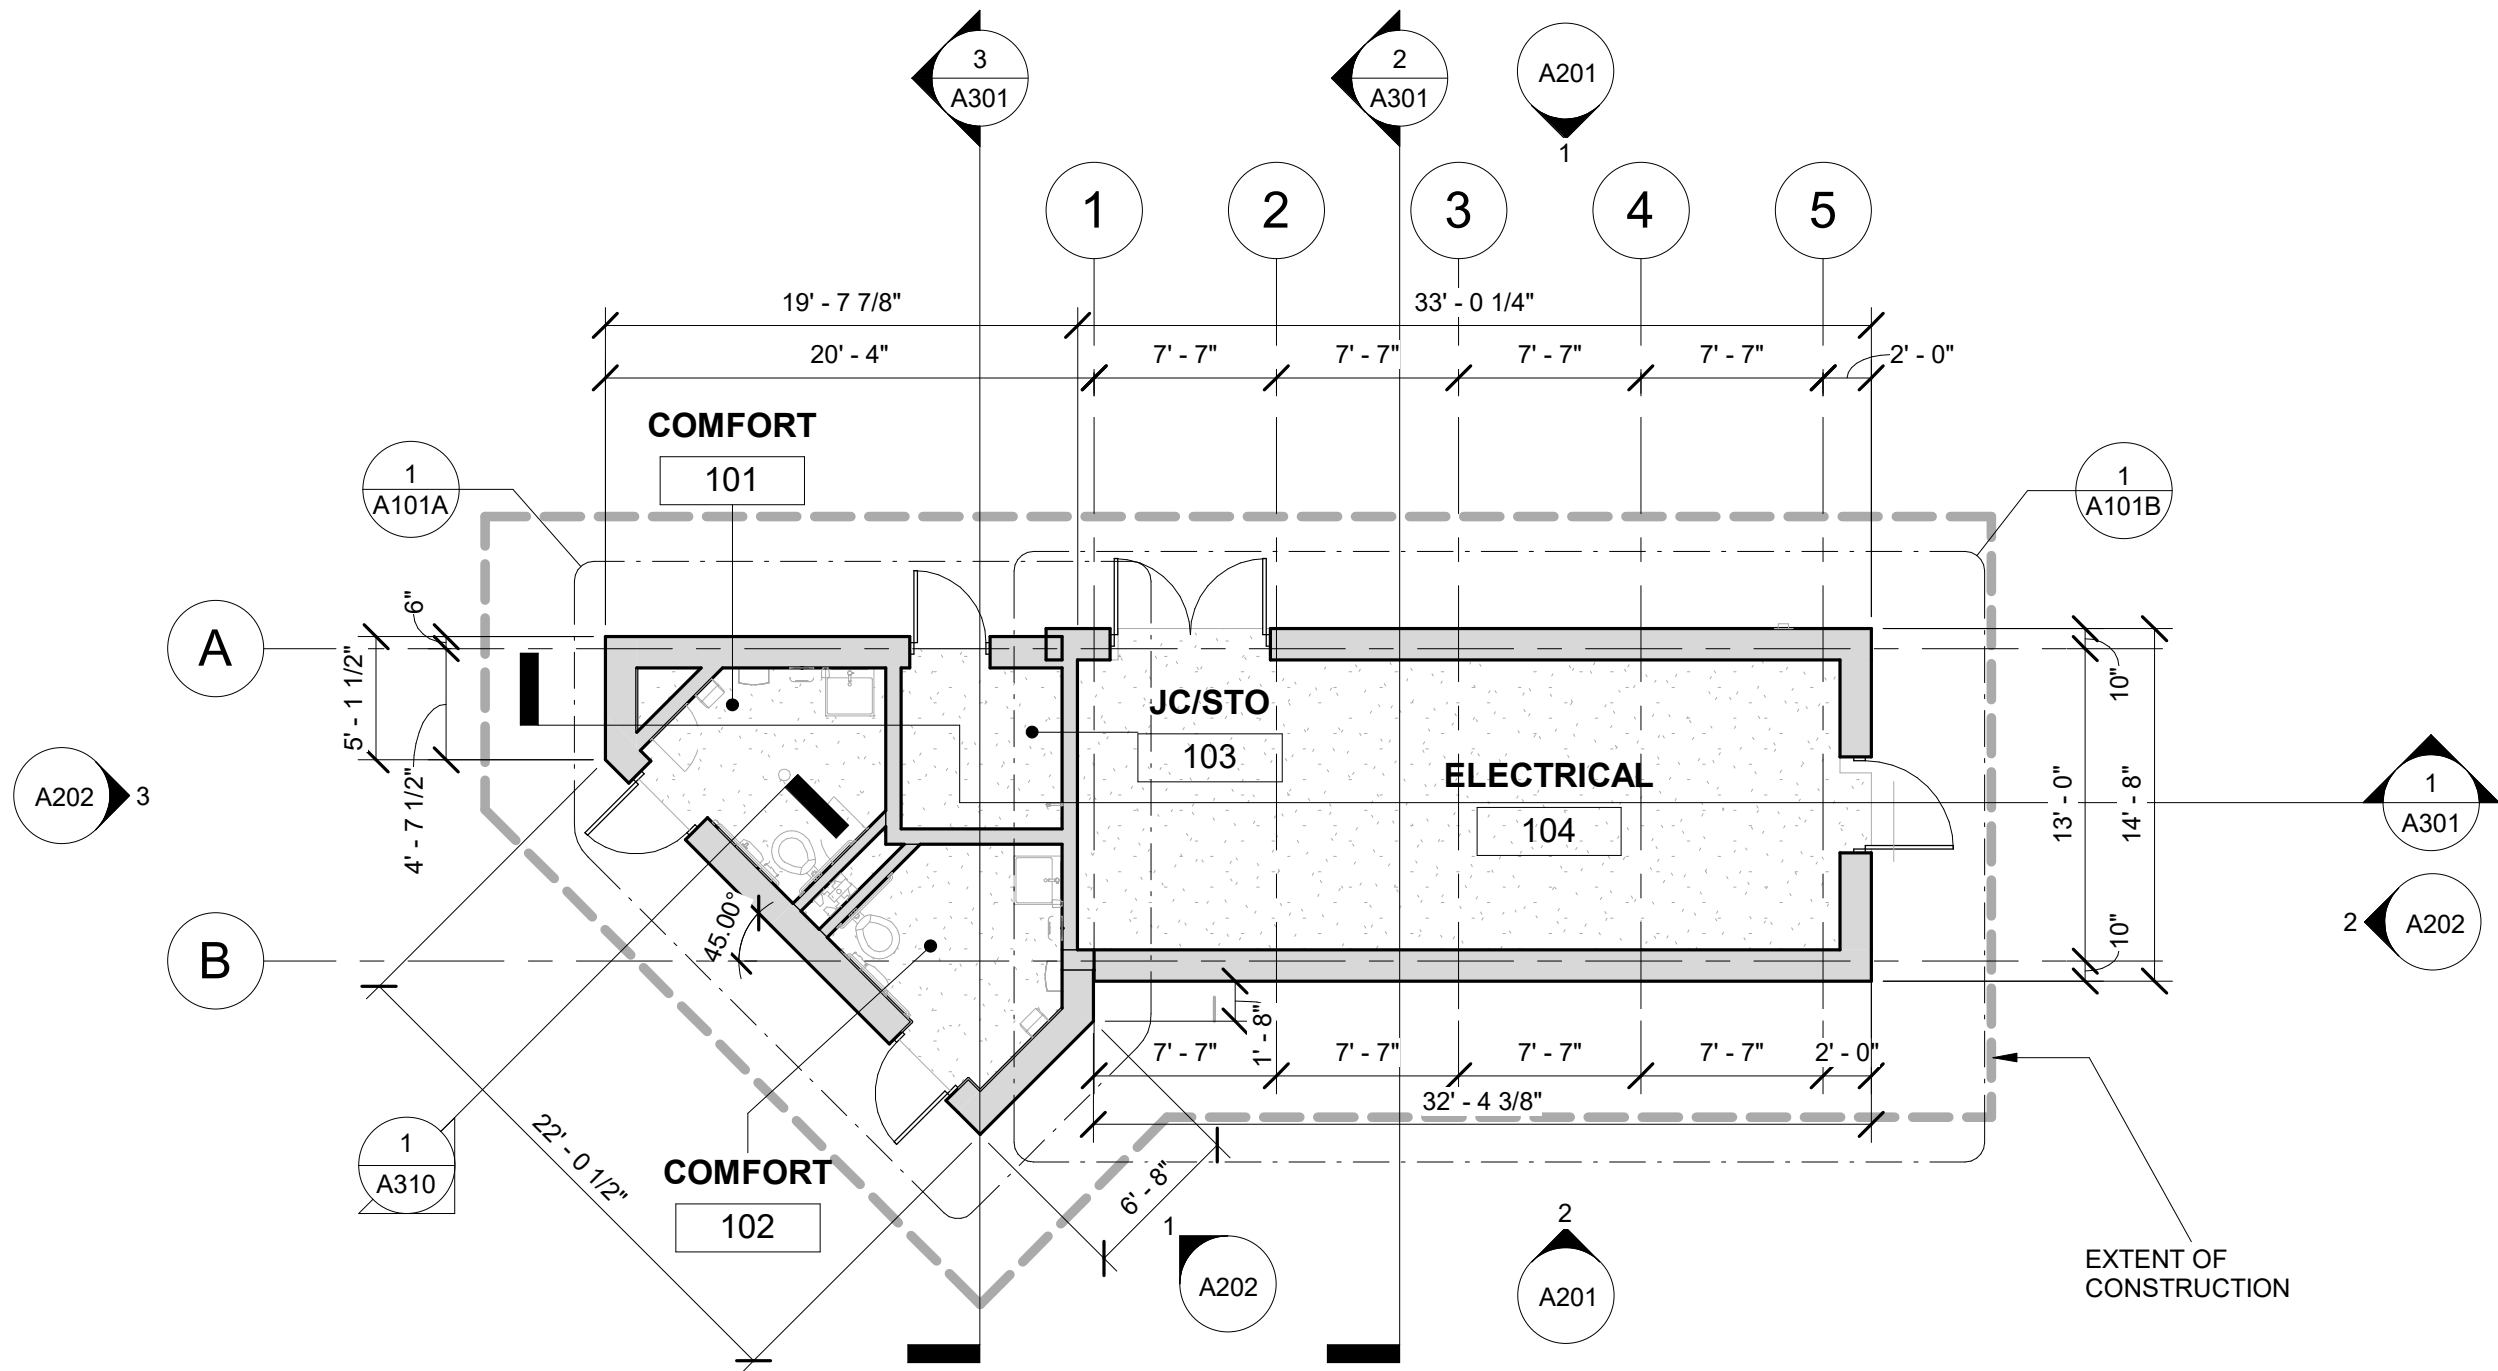 3
A301
2
A301
A201
1
1
2
3
4
5
19' - 7 7/8"
33' - 0 1/4"
20' - 4"
7' - 7"
7' - 7"
7' - 7"
7' - 7"
2' - 0"
COMFORT
101
1
A101A
1
A101B
A
6"
5' - 1 1/2"
4' - 7 1/2"
10"
JC/STO
103
ELECTRICAL
104
13' - 0"
14' - 8"
A202
3
1
A301
45.00°
2
A202
B
10"
1' - 8"
7' - 7"
7' - 7"
7' - 7"
7' - 7"
2' - 0"
32' - 4 3/8"
1
A310
22' - 0 1/2"
COMFORT
102
6' - 8"
1
A202
2
A201
EXTENT OF
CONSTRUCTION